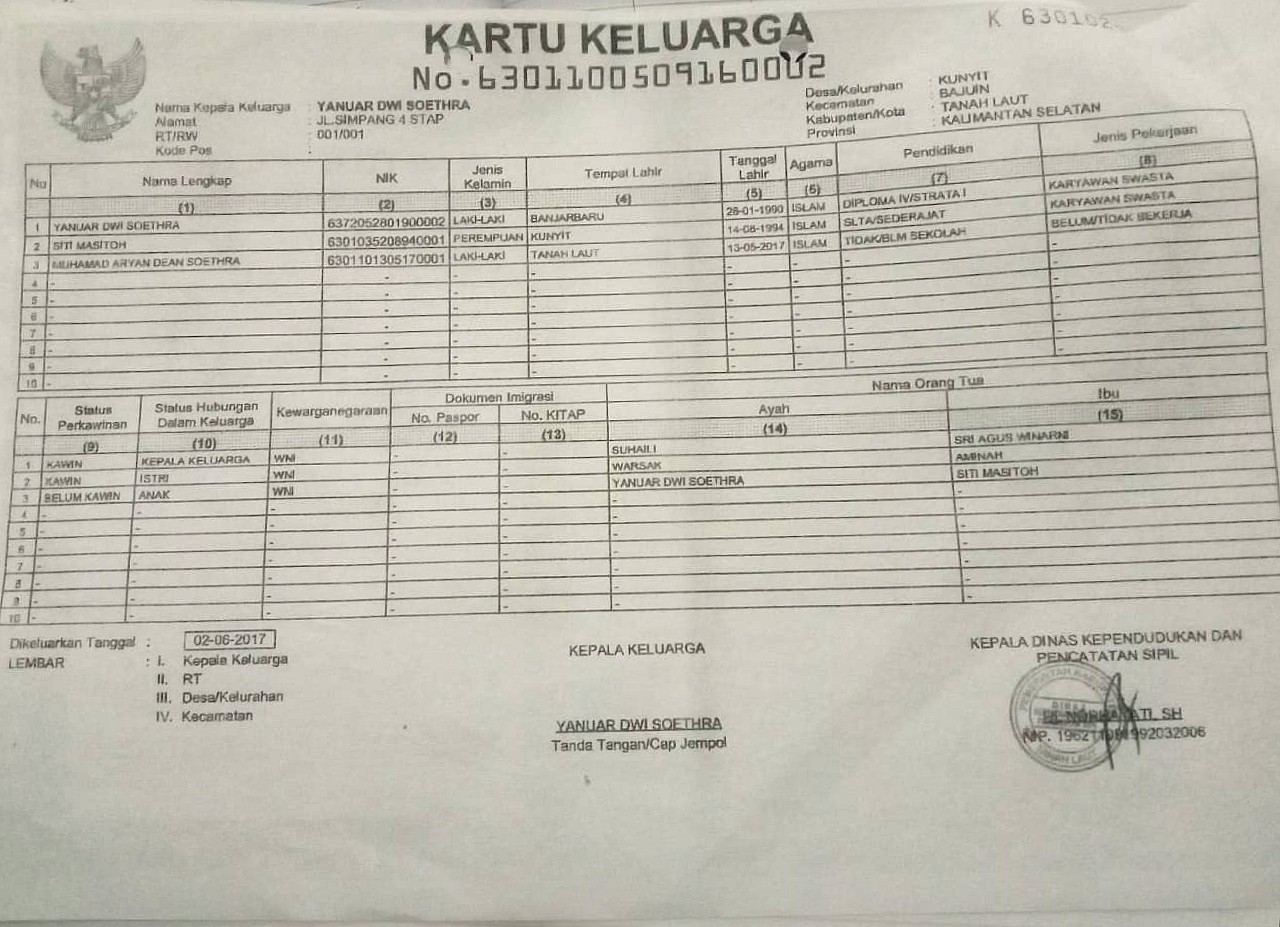 K 630102
KARTU KELUARGA
No.6301100509160002
Nama Kepala Keluarga : YANUAR DWI SOETHRA
Alamat : JL.SIMPANG 4 STAP
RT/RW : 001/001
Kode Pos :
Desa/Kelurahan : KUNYIT
Kecamatan : BAJUIN
Kabupaten/Kota : TANAH LAUT
Provinsi : KALIMANTAN SELATAN
No Nama Lengkap NIK Jenis Kelamin Tempat Lahir Tanggal Lahir Agama Pendidikan Jenis Pekerjaan
(1) (2) (3) (4) (5) (6) (7) (8)
1 YANUAR DWI SOETHRA 6372052801900002 LAKI-LAKI BANJARBARU 28-01-1990 ISLAM DIPLOMA IV/STRATA I KARYAWAN SWASTA
2 SITI MASITOH 6301035208940001 PEREMPUAN KUNYIT 14-08-1994 ISLAM SLTA/SEDERAJAT KARYAWAN SWASTA
3 MUHAMAD ARYAN DEAN SOETHRA 6301101305170001 LAKI-LAKI TANAH LAUT 13-05-2017 ISLAM TIDAK/BLM SEKOLAH BELUM/TIDAK BEKERJA
4 - - - - - - - -
5 - - - - - - - -
6 - - - - - - - -
7 - - - - - - - -
8 - - - - - - - -
9 - - - - - - - -
10 - - - - - - - -
No. Status Perkawinan Status Hubungan Dalam Keluarga Kewarganegaraan Dokumen Imigrasi Nama Orang Tua
No. Paspor No. KITAP Ayah Ibu
(9) (10) (11) (12) (13) (14) (15)
1 KAWIN KEPALA KELUARGA WNI - - SUHAILI SRI AGUS WINARNI
2 KAWIN ISTRI WNI - - WARSAK AMINAH
3 BELUM KAWIN ANAK WNI - - YANUAR DWI SOETHRA SITI MASITOH
4 - - - - - - -
5 - - - - - - -
6 - - - - - - -
7 - - - - - - -
8 - - - - - - -
9 - - - - - - -
10 - - - - - - -
Dikeluarkan Tanggal : 02-06-2017
LEMBAR : I. Kepala Keluarga
II. RT
III. Desa/Kelurahan
IV. Kecamatan
KEPALA KELUARGA
YANUAR DWI SOETHRA
Tanda Tangan/Cap Jempol
KEPALA DINAS KEPENDUDUKAN DAN
PENCATATAN SIPIL
SH
NIP.
TANAH LAUT